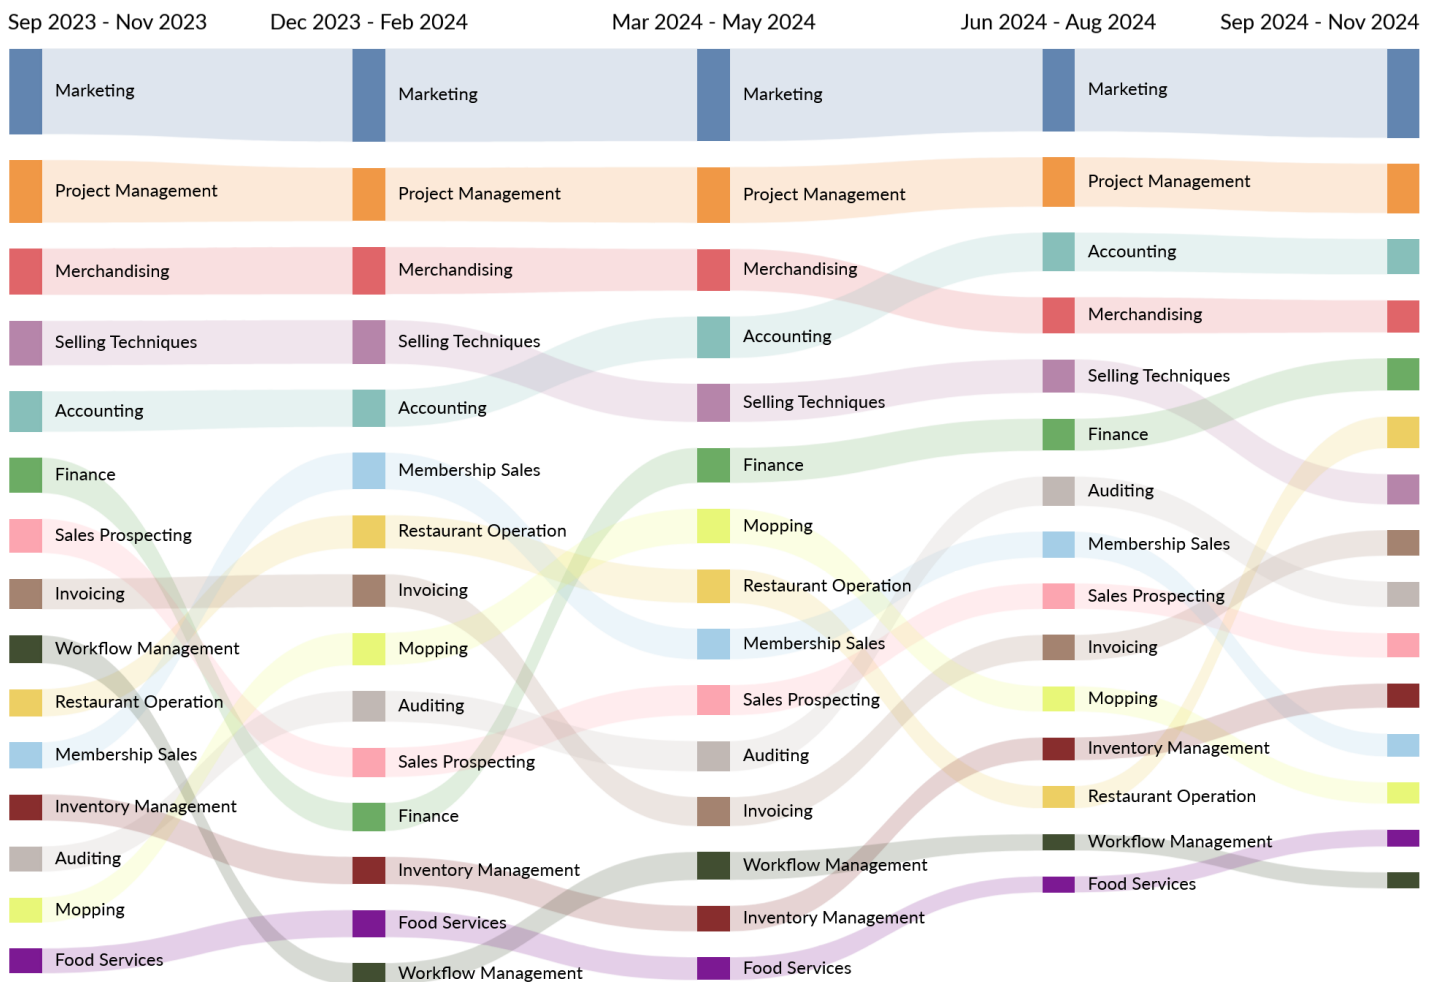 Sep 2023 - Nov 2023
Dec 2023 - Feb 2024
Mar 2024 - May 2024
Jun 2024 - Aug 2024
Sep 2024 - Nov 2024
Marketing
Project Management
Merchandising
Selling Techniques
Accounting
Finance
Sales Prospecting
Invoicing
Workflow Management
Restaurant Operation
Membership Sales
Inventory Management
Auditing
Mopping
Food Services
Marketing
Project Management
Merchandising
Selling Techniques
Accounting
Membership Sales
Restaurant Operation
Invoicing
Mopping
Auditing
Sales Prospecting
Finance
Inventory Management
Food Services
Workflow Management
Marketing
Project Management
Merchandising
Accounting
Selling Techniques
Finance
Mopping
Restaurant Operation
Membership Sales
Sales Prospecting
Auditing
Invoicing
Workflow Management
Inventory Management
Food Services
Marketing
Project Management
Accounting
Merchandising
Selling Techniques
Finance
Auditing
Membership Sales
Sales Prospecting
Invoicing
Mopping
Inventory Management
Restaurant Operation
Workflow Management
Food Services